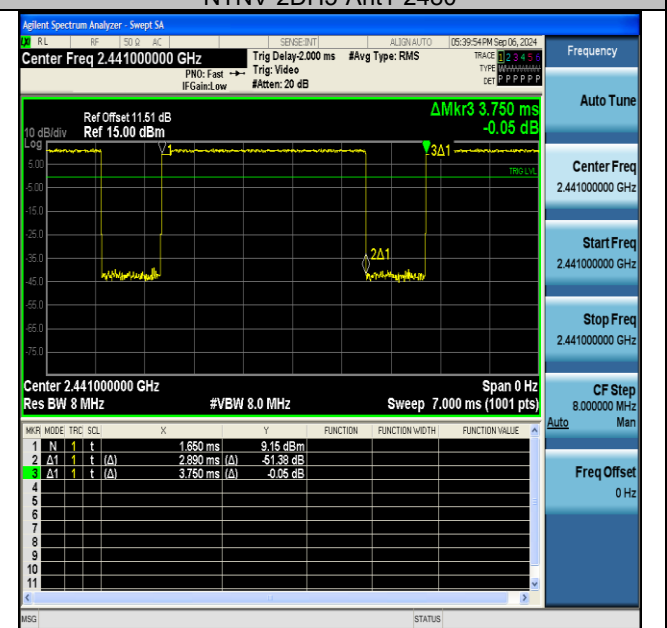 NTNV 2DH5 Ant1 2480
Agilent Spectrum Analyzer - Swept SA
RL RF 50 Ω AC SENSE:INT ALIGN AUTO 05:39:54 PM Sep 06, 2024
Center Freq 2.441000000 GHz
Trig Delay-2.000 ms #Avg Type: RMS
TRACE 1 2 3 4 5 6
PNO: Fast Trig: Video
TYPE
IFGain:Low #Atten: 20 dB
DET P P P P P P
Frequency
Auto Tune
Ref Offset 11.51 dB
ΔMkr3 3.750 ms
10 dB/div Ref 15.00 dBm
-0.05 dB
Log
1
3Δ1
5.00
TRIG LVL
-5.00
-15.0
-25.0
2Δ1
-35.0
-45.0
-55.0
-65.0
-75.0
Center Freq
2.441000000 GHz
Start Freq
2.441000000 GHz
Stop Freq
2.441000000 GHz
Center 2.441000000 GHz Span 0 Hz
Res BW 8 MHz #VBW 8.0 MHz Sweep 7.000 ms (1001 pts)
CF Step
8.000000 MHz
Auto Man
MKR MODE TRC SCL X Y FUNCTION FUNCTION WIDTH FUNCTION VALUE
1 N 1 t 1.650 ms 9.15 dBm
2 Δ1 1 t (Δ) 2.890 ms (Δ) -51.38 dB
3 Δ1 1 t (Δ) 3.750 ms (Δ) -0.05 dB
4
5
6
7
8
9
10
11
Freq Offset
0 Hz
MSG STATUS